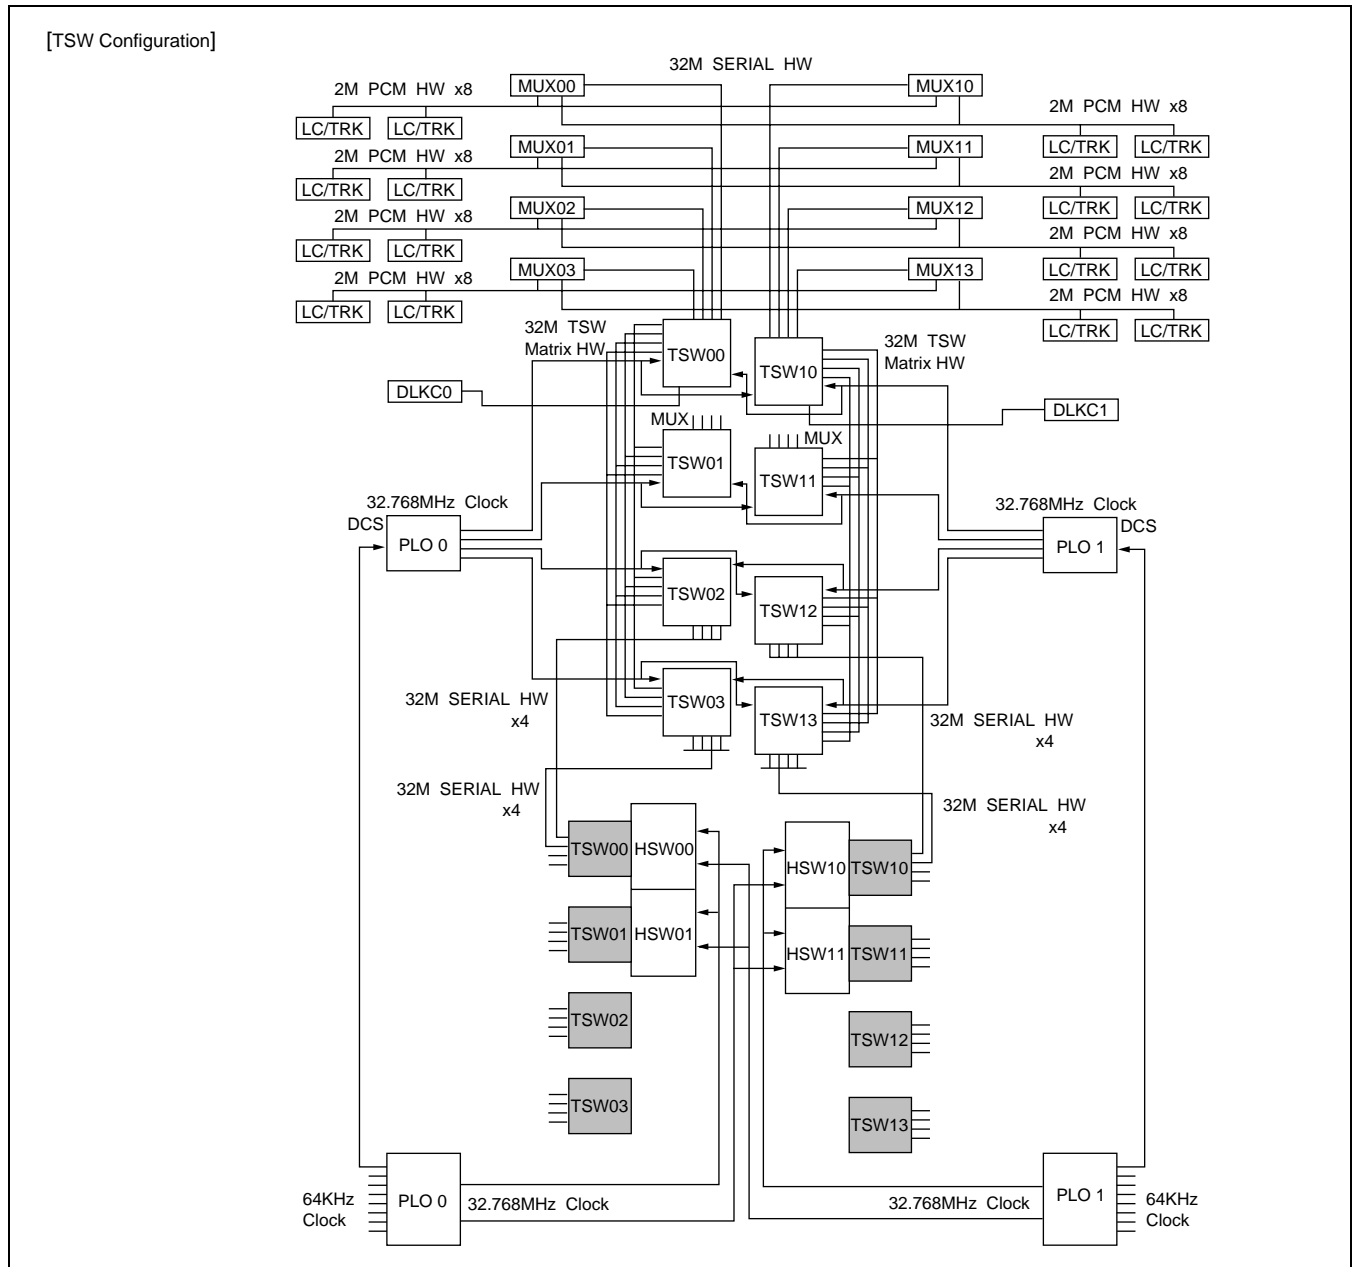 [TSW Configuration]
32M SERIAL HW
2M PCM HW x8
MUX00
MUX10
2M PCM HW x8
LC/TRK
LC/TRK
LC/TRK
LC/TRK
2M PCM HW x8
MUX01
MUX11
2M PCM HW x8
LC/TRK
LC/TRK
LC/TRK
LC/TRK
2M PCM HW x8
MUX02
MUX12
2M PCM HW x8
LC/TRK
LC/TRK
LC/TRK
LC/TRK
2M PCM HW x8
MUX03
MUX13
2M PCM HW x8
LC/TRK
LC/TRK
LC/TRK
LC/TRK
32M TSW
Matrix HW
TSW00
TSW10
32M TSW
Matrix HW
DLKC0
DLKC1
MUX
MUX
TSW01
TSW11
32.768MHz Clock
DCS
PLO 0
32.768MHz Clock
DCS
PLO 1
TSW02
TSW12
32M SERIAL HW
x4
TSW03
TSW13
32M SERIAL HW
x4
32M SERIAL HW
x4
32M SERIAL HW
x4
TSW00
HSW00
HSW10
TSW10
TSW01
HSW01
HSW11
TSW11
TSW02
TSW12
TSW03
TSW13
64KHz
Clock
PLO 0
32.768MHz Clock
32.768MHz Clock
PLO 1
64KHz
Clock